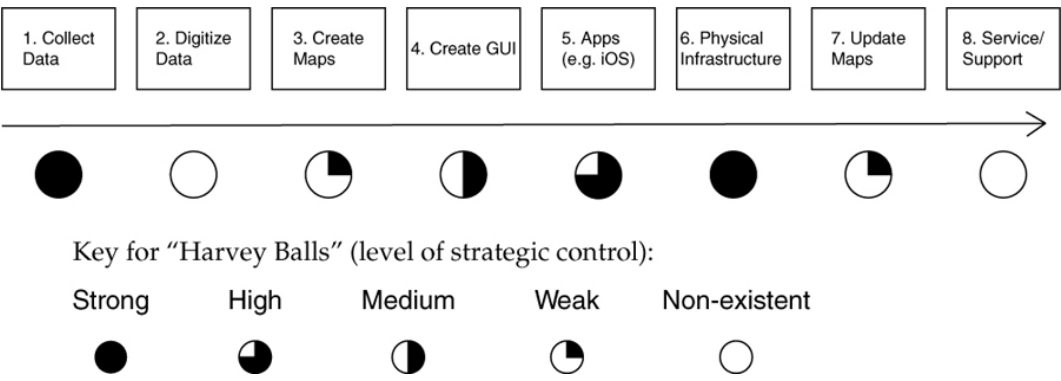 1. Collect
Data
2. Digitize
Data
3. Create
Maps
4. Create GUI
5. Apps
(e.g. iOS)
6. Physical
Infrastructure
7. Update
Maps
8. Service/
Support
Key for “Harvey Balls” (level of strategic control):
Strong High Medium Weak Non-existent